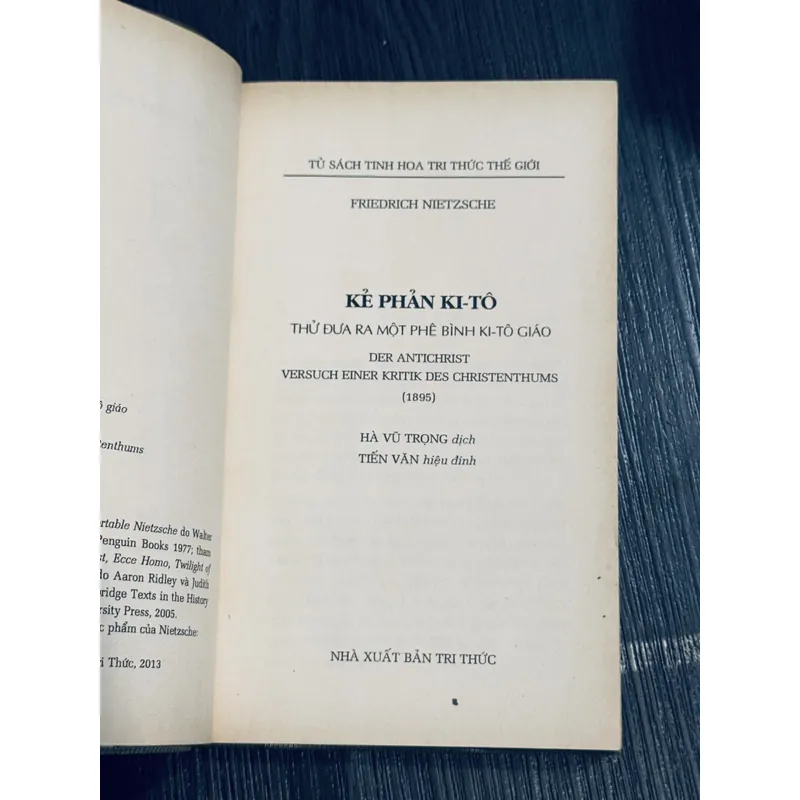 ô giáo
tenthums
rtable Nietzsche do Walter
Penguin Books 1977; tham
st, Ecce Homo, Twilight of
do Aaron Ridley và Judith
bridge Texts in the History
rsity Press, 2005.
c phẩm của Nietzsche:
ri Thức, 2013
TỦ SÁCH TINH HOA TRI THỨC THẾ GIỚI
FRIEDRICH NIETZSCHE
KẺ PHẢN KI-TÔ
THỬ ĐƯA RA MỘT PHÊ BÌNH KI-TÔ GIÁO
DER ANTICHRIST
VERSUCH EINER KRITIK DES CHRISTENTHUMS
(1895)
HÀ VŨ TRỌNG dịch
TIẾN VĂN hiệu đính
NHÀ XUẤT BẢN TRI THỨC